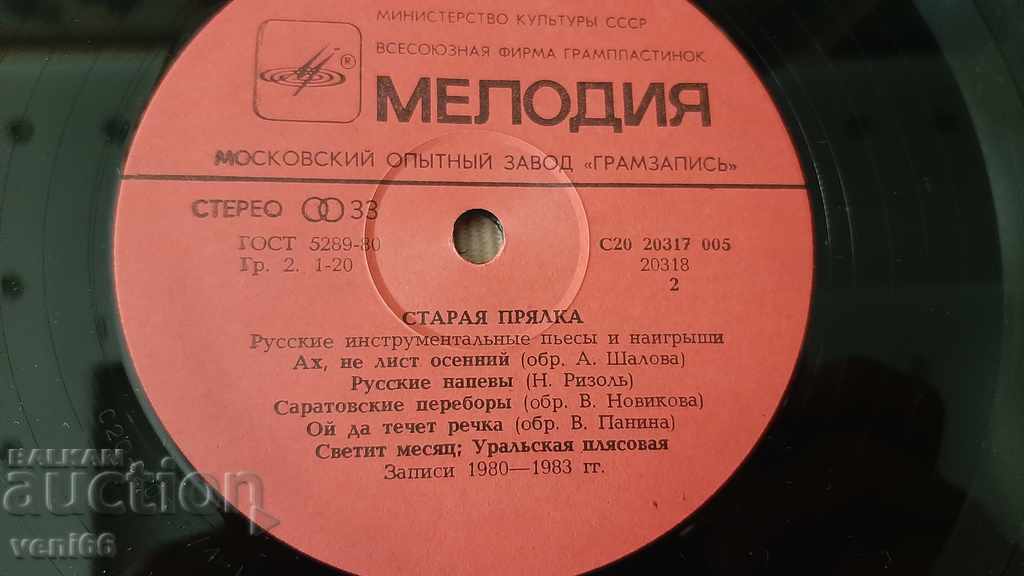 МИНИСТЕРСТВО КУЛЬТУРЫ СССР
ВСЕСОЮЗНАЯ ФИРМА ГРАМПЛАСТИНОК
®
МЕЛОДИЯ
МОСКОВСКИЙ ОПЫТНЫЙ ЗАВОД «ГРАМЗАПИСЬ»
СТЕРЕО 33
ГОСТ 5289-80
Гр. 2. 1-20
С20 20317 005
20318
2
СТАРАЯ ПРЯЛКА
Русские инструментальные пьесы и наигрыши
Ах, не лист осенний (обр. А. Шалова)
Русские напевы (Н. Ризоль)
Саратовские переборы (обр. В. Новикова)
Ой да течет речка (обр. В. Панина)
Светит месяц; Уральская плясовая
Записи 1980—1983 гг.
БАЛКАН
аукцион
veni66